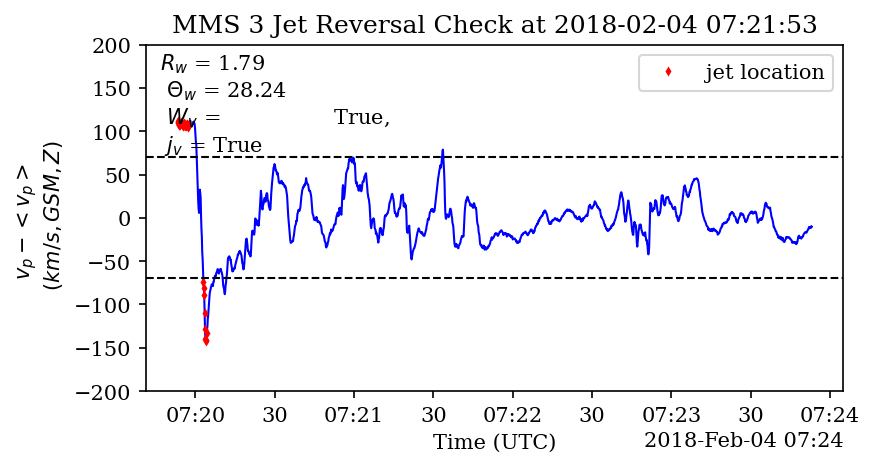 MMS 3 Jet Reversal Check at 2018-02-04 07:21:53
v_p − < v_p >
(km/s, GSM, Z)
200
150
100
50
0
−50
−100
−150
−200
R_w = 1.79
Θ_w = 28.24
W_v = True,
j_v = True
jet location
07:20 30 07:21 30 07:22 30 07:23 30 07:24
Time (UTC)
2018-Feb-04 07:24